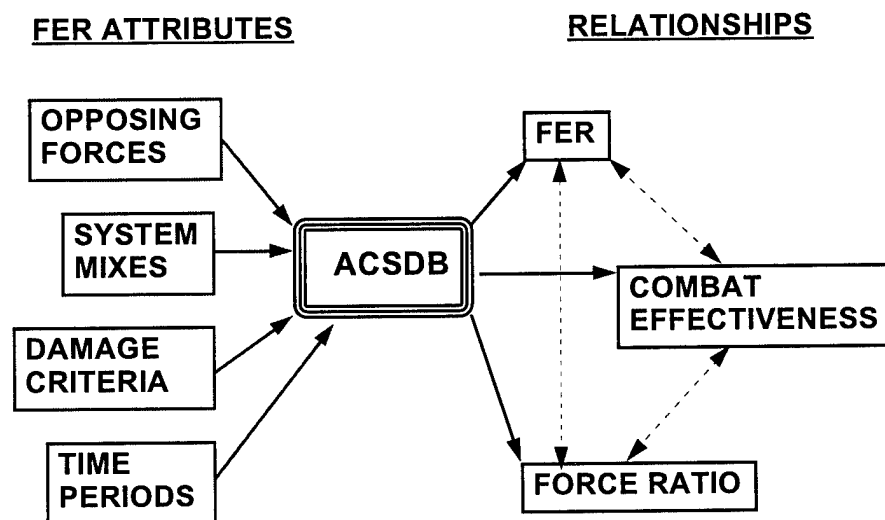 FER ATTRIBUTES
RELATIONSHIPS
OPPOSING
FORCES
SYSTEM
MIXES
DAMAGE
CRITERIA
TIME
PERIODS
ACSDB
FER
COMBAT
EFFECTIVENESS
FORCE RATIO